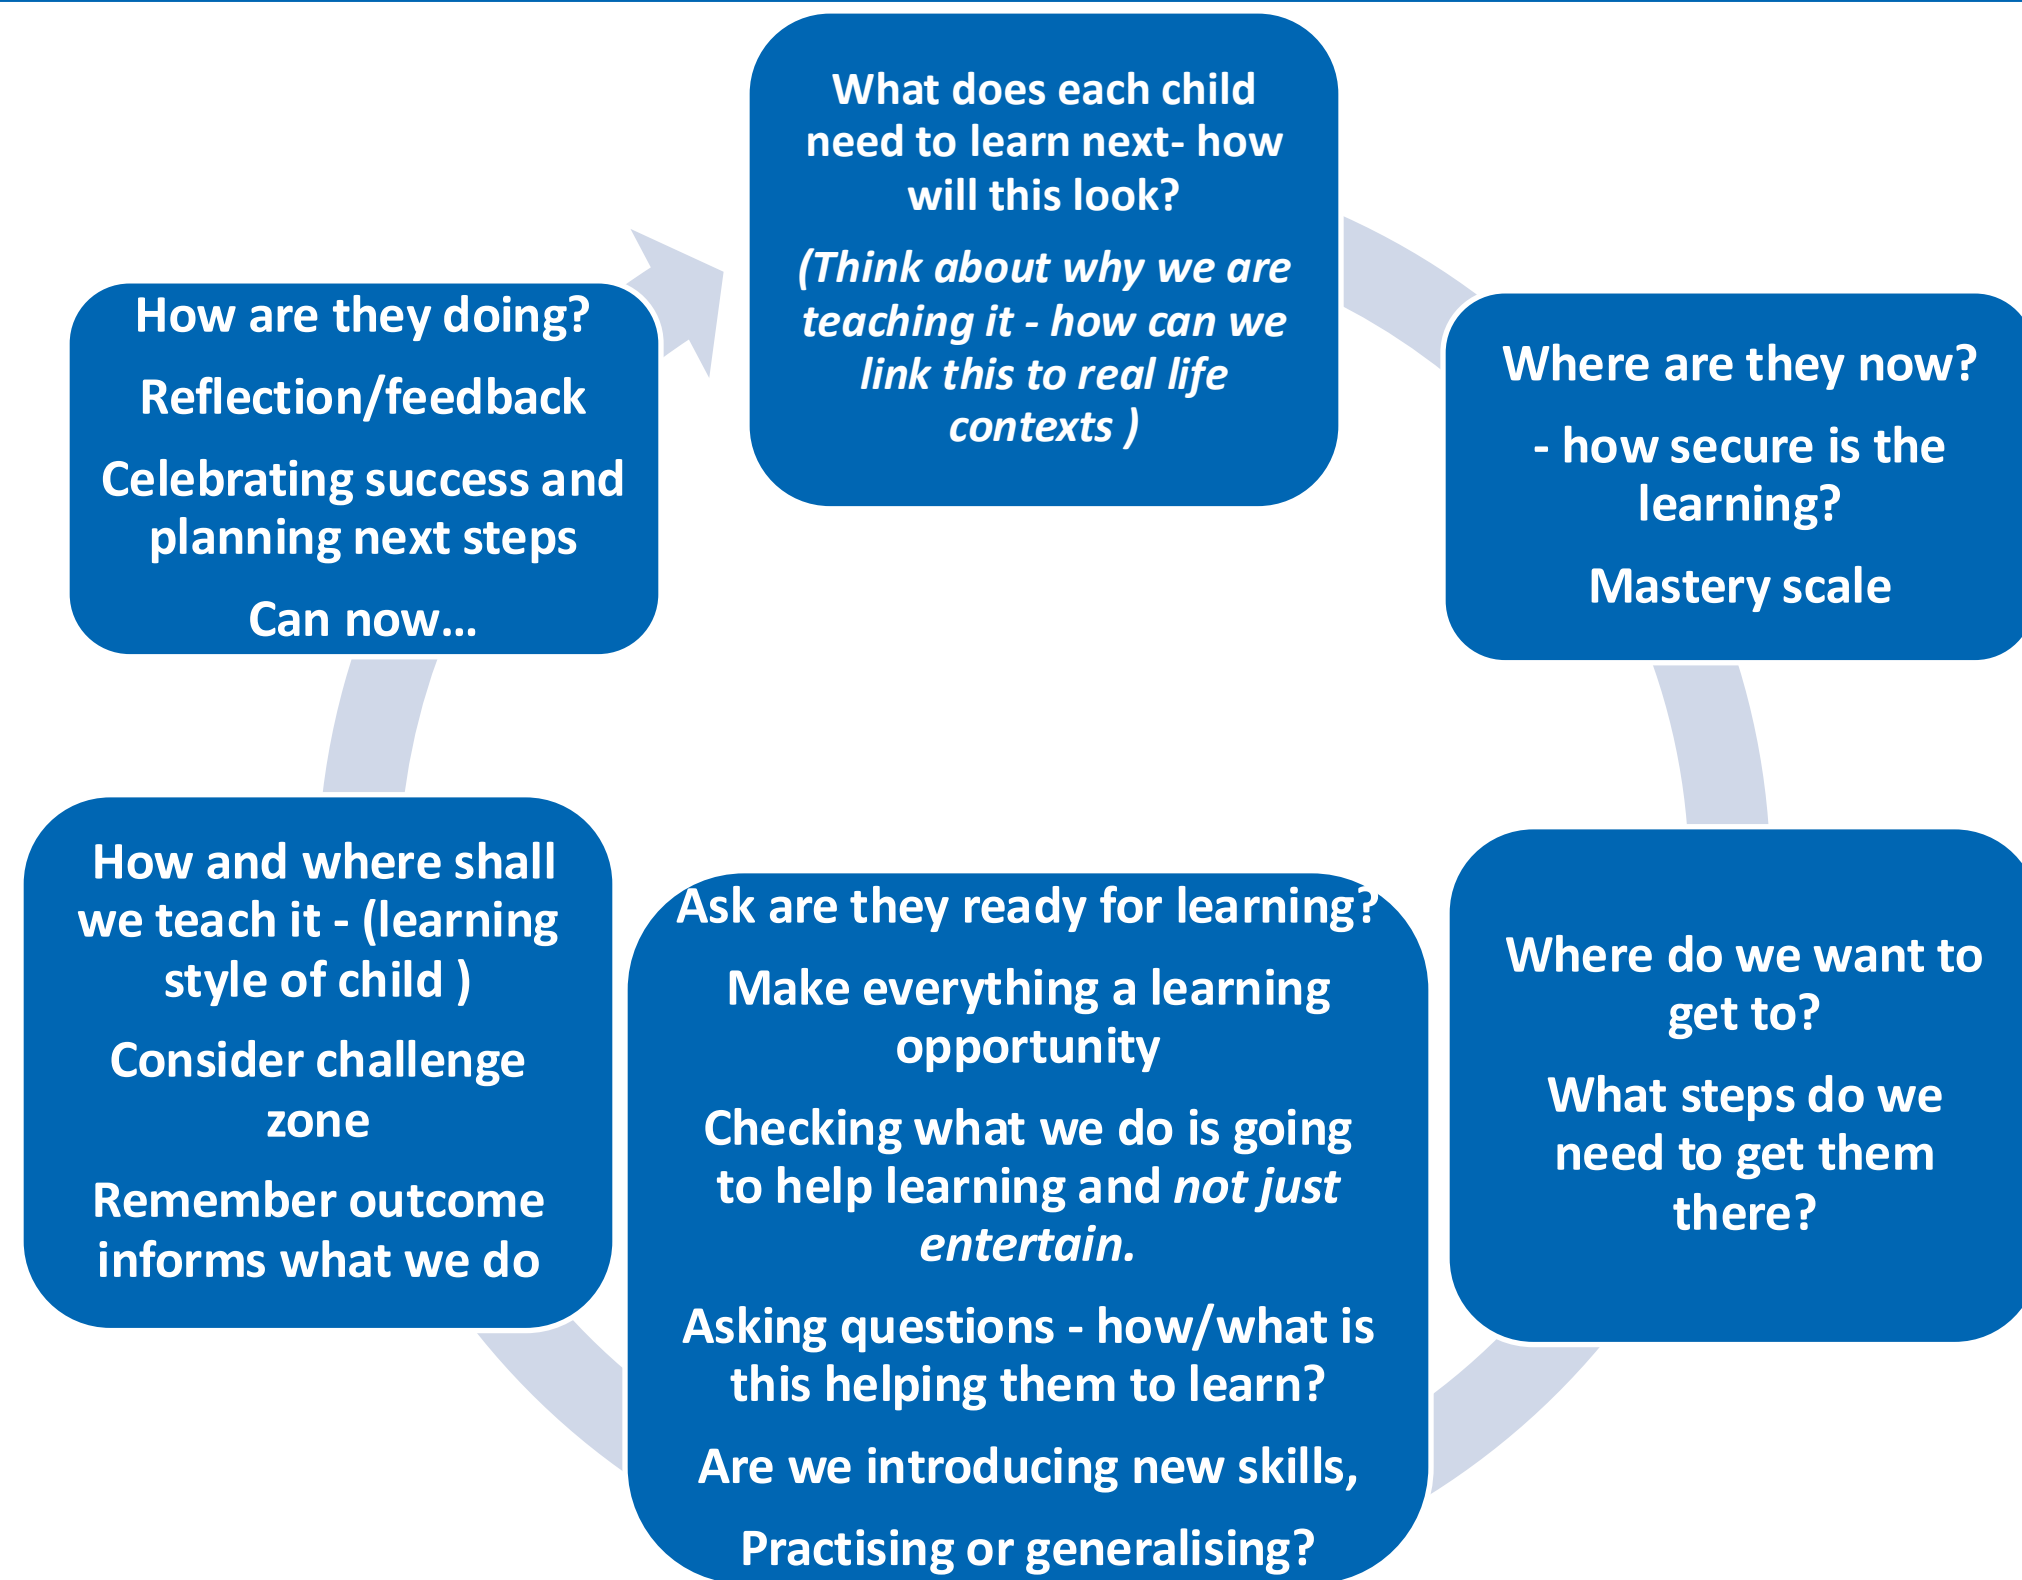 What does each child
need to learn next- how
will this look?
(Think about why we are
teaching it - how can we
link this to real life
contexts )
Where are they now?
- how secure is the
learning?
Mastery scale
Where do we want to
get to?
What steps do we
need to get them
there?
Ask are they ready for learning?
Make everything a learning
opportunity
Checking what we do is going
to help learning and not just
entertain.
Asking questions - how/what is
this helping them to learn?
Are we introducing new skills,
Practising or generalising?
How and where shall
we teach it - (learning
style of child )
Consider challenge
zone
Remember outcome
informs what we do
How are they doing?
Reflection/feedback
Celebrating success and
planning next steps
Can now…